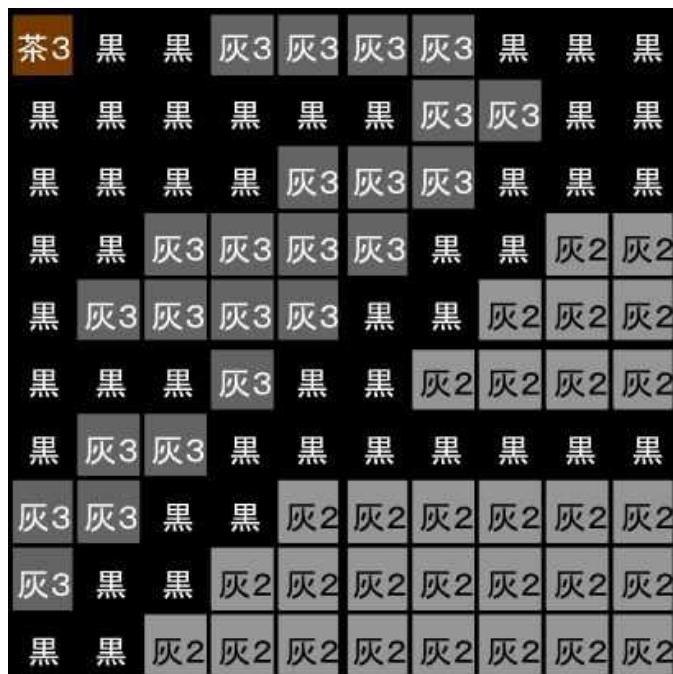 茶3 黒 黒 灰3 灰3 灰3 灰3 黒 黒 黒
黒 黒 黒 黒 黒 黒 灰3 灰3 黒 黒
黒 黒 黒 黒 灰3 灰3 灰3 黒 黒 黒
黒 黒 灰3 灰3 灰3 灰3 黒 黒 灰2 灰2
黒 灰3 灰3 灰3 灰3 黒 黒 灰2 灰2 灰2
黒 黒 黒 灰3 黒 黒 灰2 灰2 灰2 灰2
黒 灰3 灰3 黒 黒 黒 黒 黒 黒 黒
灰3 灰3 黒 黒 灰2 灰2 灰2 灰2 灰2 灰2
灰3 黒 黒 灰2 灰2 灰2 灰2 灰2 灰2 灰2
黒 黒 灰2 灰2 灰2 灰2 灰2 灰2 灰2 灰2